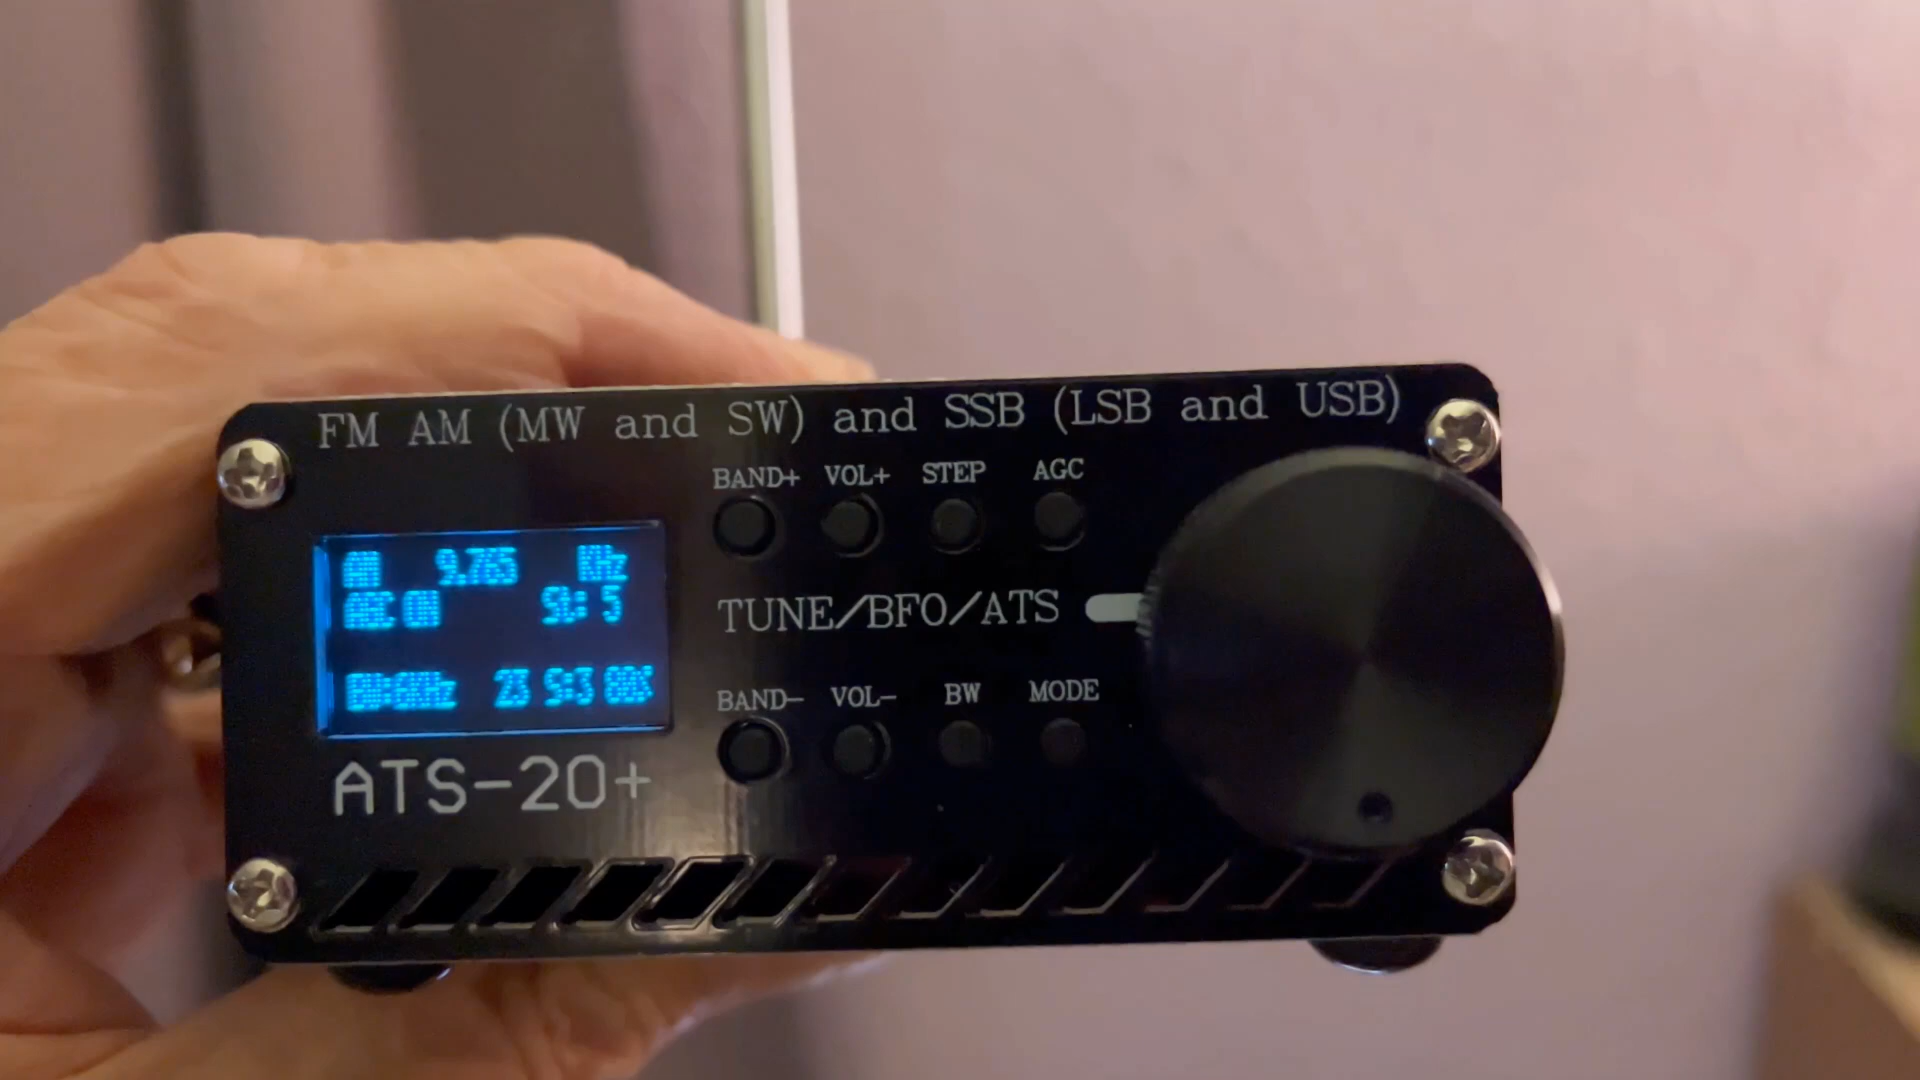 FM AM (MW and SW) and SSB (LSB and USB)
BAND+ VOL+ STEP AGC
AM 9.765 KHz
AGC ON St: 5
TUNE/BFO/ATS
BW:6KHz 23 S:3 80%
BAND- VOL- BW MODE
ATS-20+